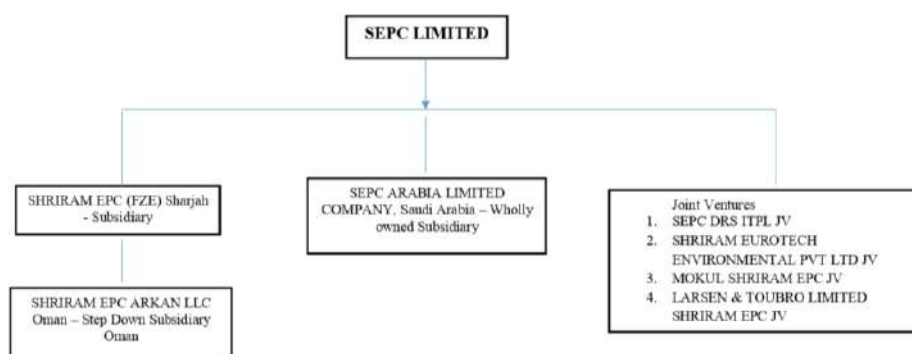 SEPC LIMITED
SHRIRAM EPC (FZE) Sharjah
- Subsidiary
SEPC ARABIA LIMITED
COMPANY, Saudi Arabia – Wholly
owned Subsidiary
Joint Ventures
1. SEPC DRS ITPL JV
2. SHRIRAM EUROTECH
ENVIRONMENTAL PVT LTD JV
3. MOKUL SHRIRAM EPC JV
4. LARSEN & TOUBRO LIMITED
SHRIRAM EPC JV
SHRIRAM EPC ARKAN LLC
Oman – Step Down Subsidiary
Oman